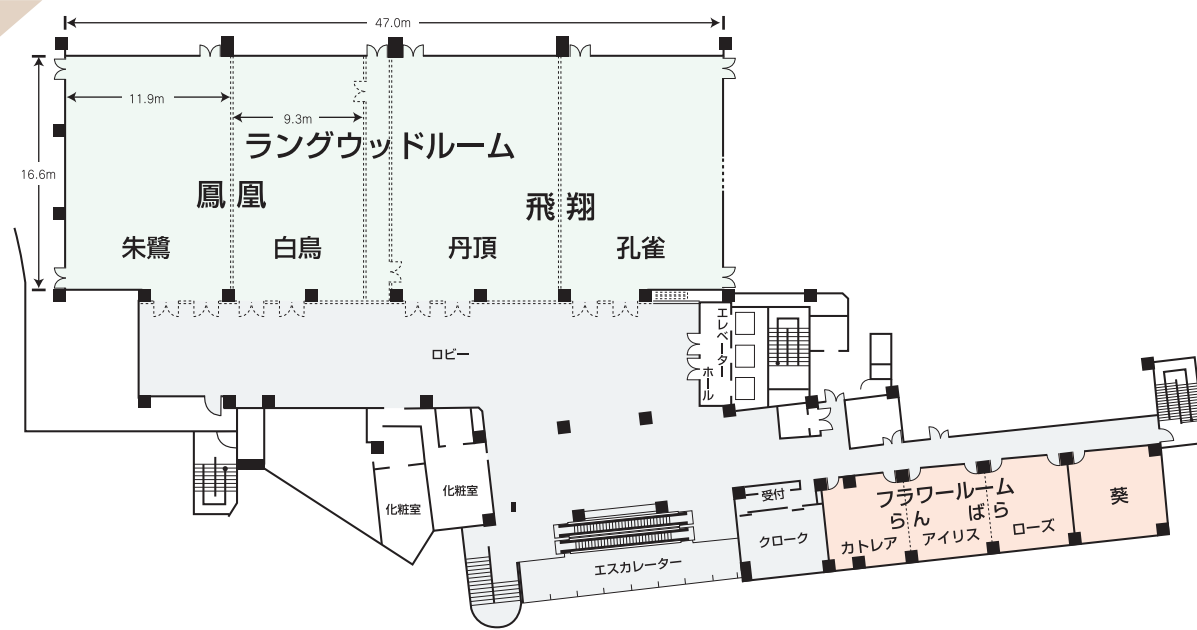 47.0m
11.9m
9.3m
16.6m
ラングウッドルーム
鳳凰
飛翔
朱鷺
白鳥
丹頂
孔雀
ロビー
エレベーター
ホール
化粧室
化粧室
受付
クローク
エスカレーター
フラワールーム
らん
ばら
カトレア
アイリス
ローズ
葵